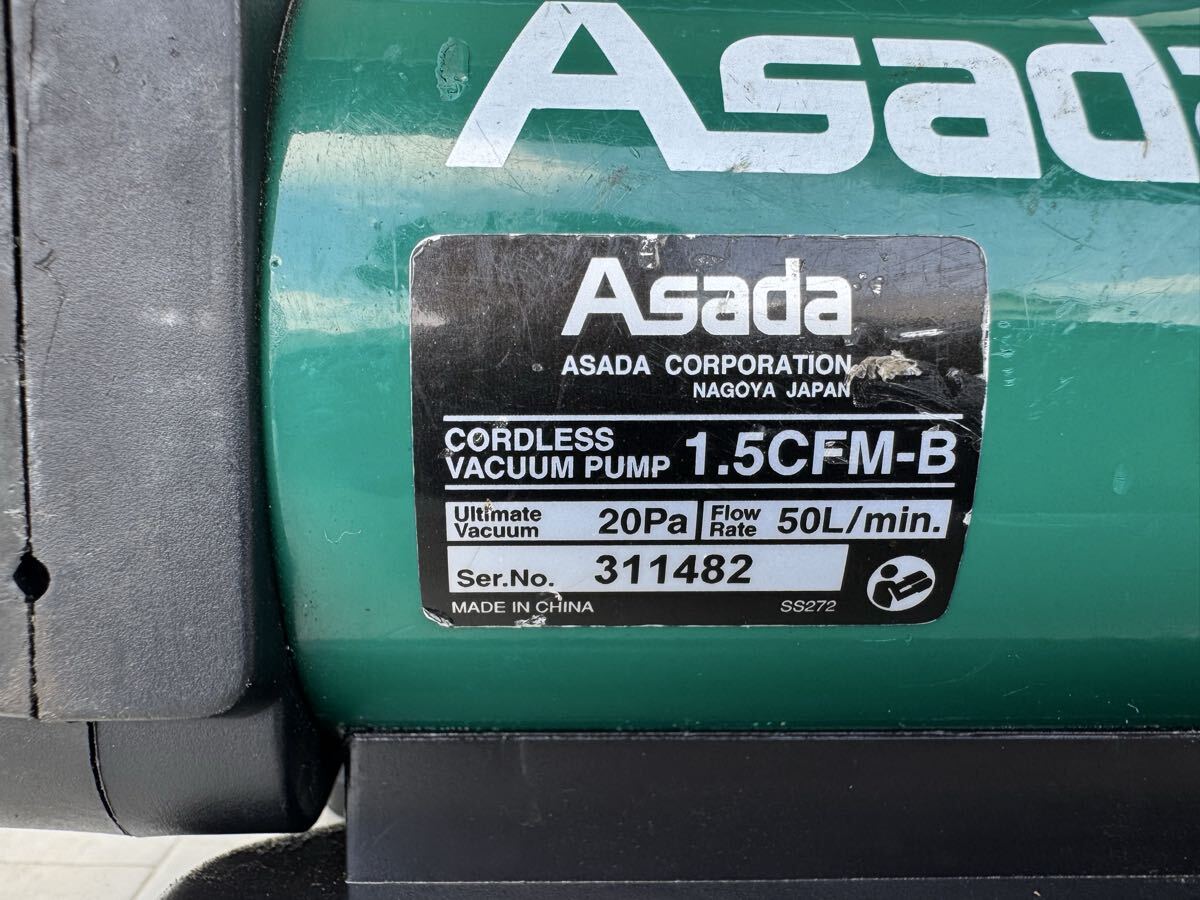 Asada
Asada
ASADA CORPORATION
NAGOYA JAPAN
CORDLESS
VACUUM PUMP 1.5CFM-B
Ultimate Vacuum 20Pa Flow Rate 50L/min.
Ser.No. 311482
MADE IN CHINA SS272